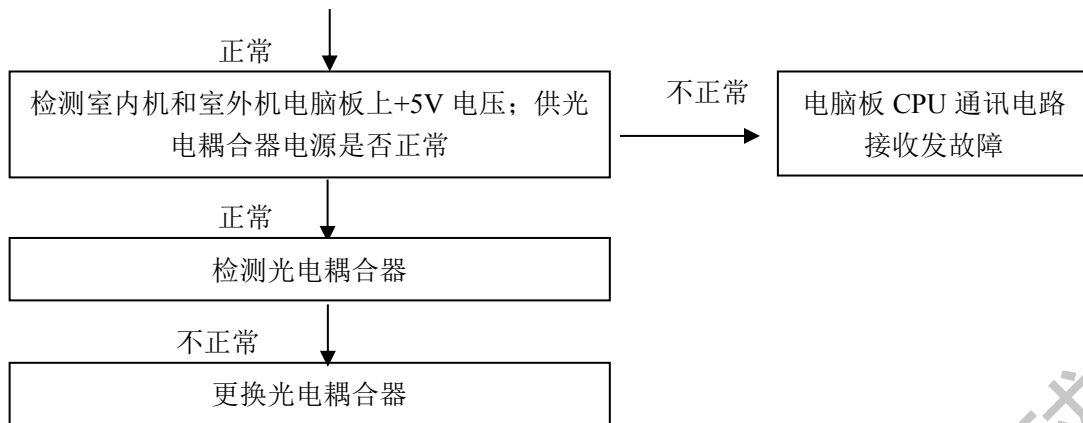 正常
检测室内机和室外机电脑板上+5V 电压；供光
电耦合器电源是否正常
不正常
电脑板 CPU 通讯电路
接收发故障
正常
检测光电耦合器
不正常
更换光电耦合器
试